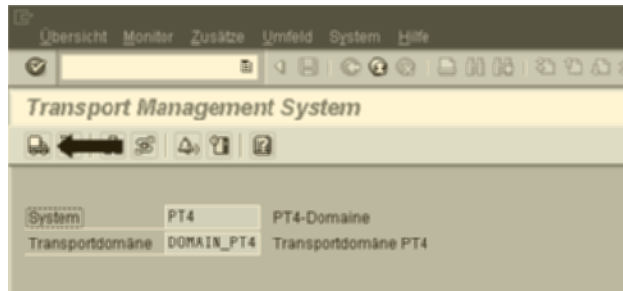 Übersicht Monitor Zusätze Umfeld System Hilfe
Transport Management System
System PT4 PT4-Domaine
Transportdomäne DOMAIN_PT4 Transportdomäne PT4